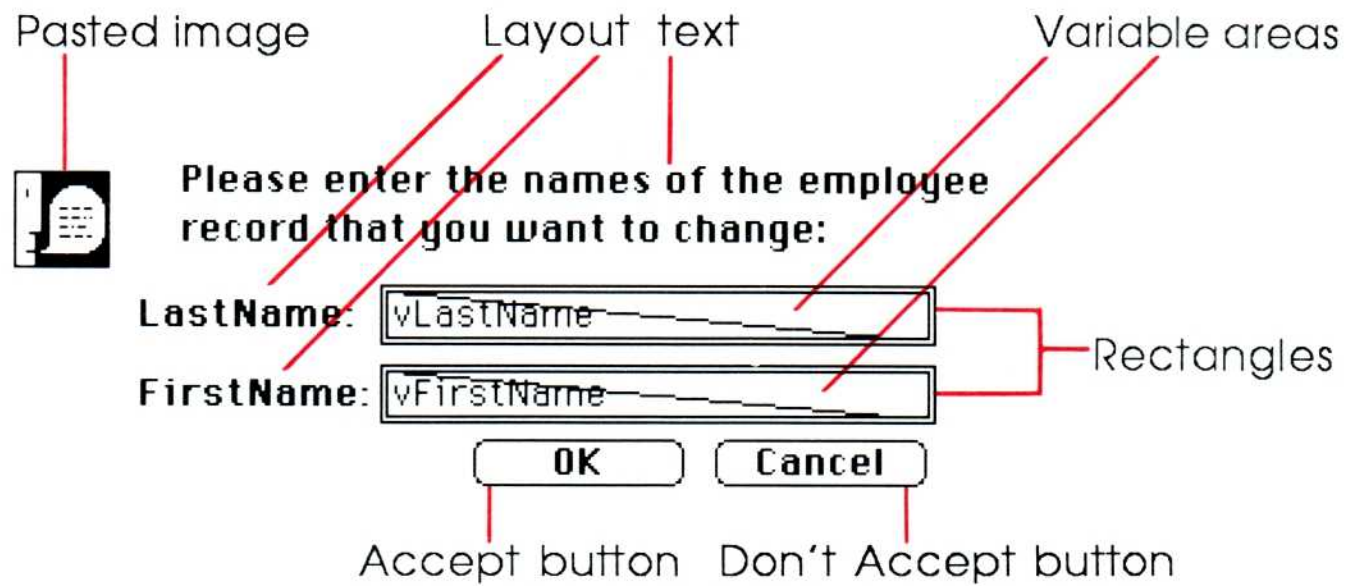 Pasted image Layout text Variable areas
Please enter the names of the employee
record that you want to change:
LastName: vLastName
Rectangles
FirstName: vFirstName
OK Cancel
Accept button Don't Accept button